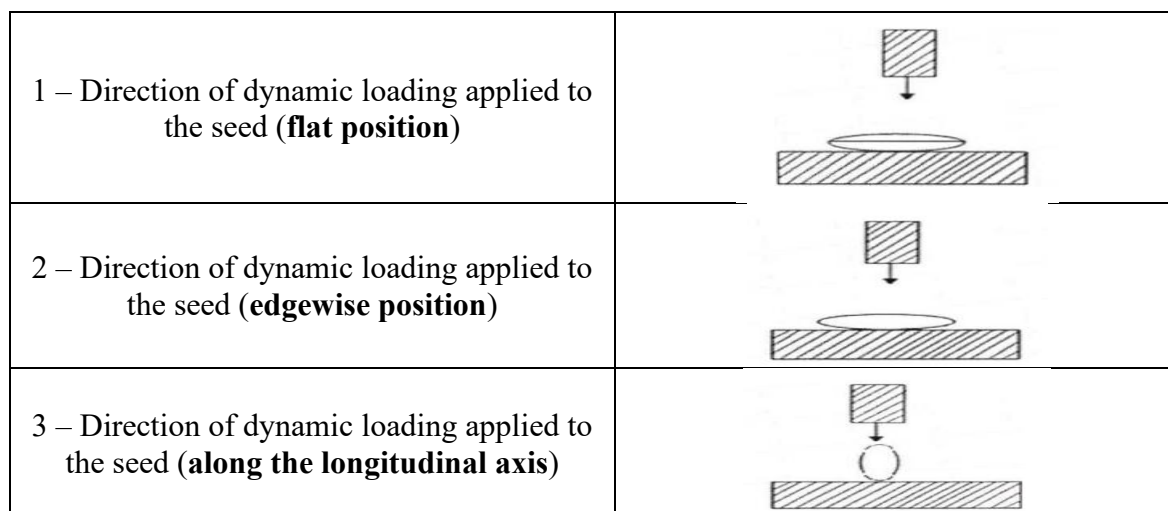 1 – Direction of dynamic loading applied to
the seed (flat position)
2 – Direction of dynamic loading applied to
the seed (edgewise position)
3 – Direction of dynamic loading applied to
the seed (along the longitudinal axis)